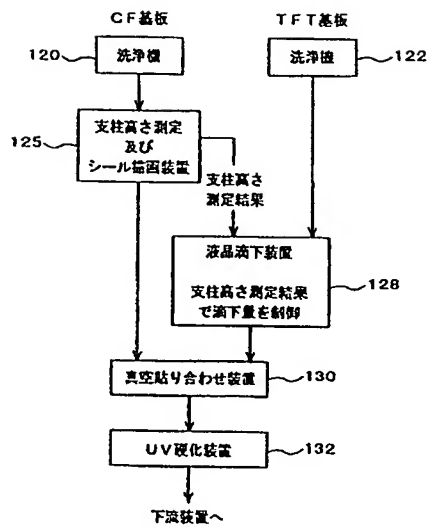 CF基板
TFT基板
120
洗浄機
洗浄機
122
125
支柱高さ測定
及び
シール描画装置
支柱高さ
測定結果
液晶滴下装置
支柱高さ測定結果
で滴下量を制御
128
真空貼り合わせ装置
130
UV硬化装置
132
下流装置へ